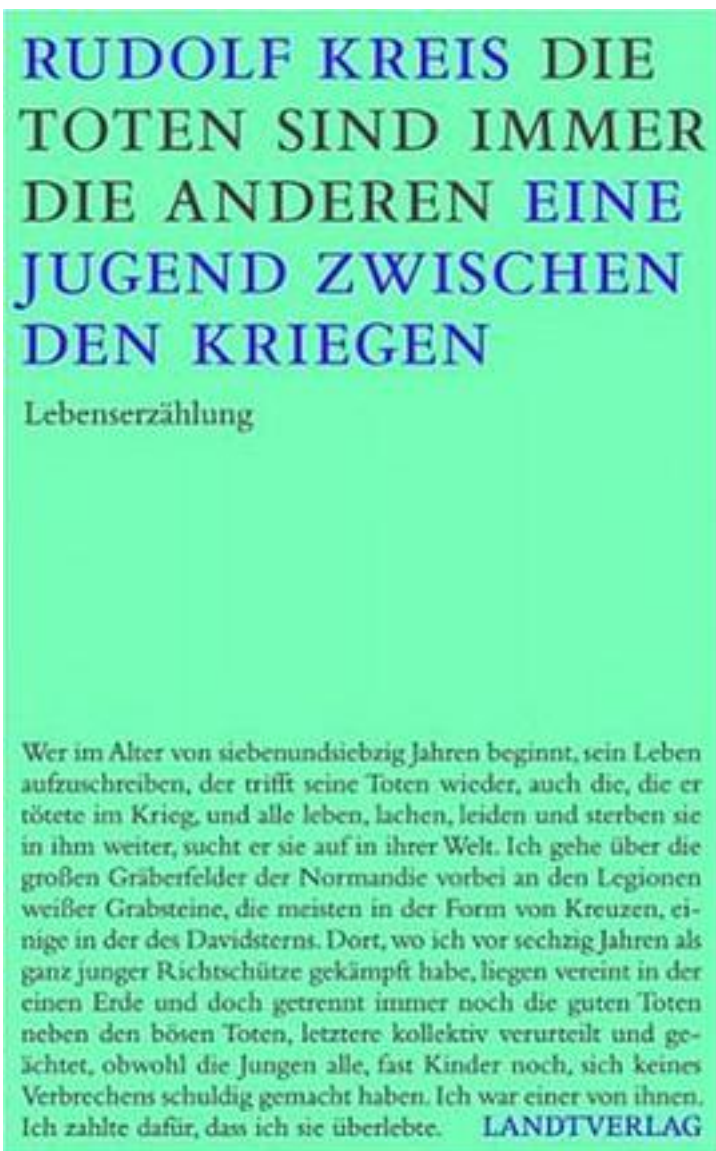 RUDOLF KREIS DIE
TOTEN SIND IMMER
DIE ANDEREN EINE
JUGEND ZWISCHEN
DEN KRIEGEN
Lebenserzählung
Wer im Alter von siebenundsiebzig Jahren beginnt, sein Leben
aufzuschreiben, der trifft seine Toten wieder, auch die, die er
tötete im Krieg, und alle leben, lachen, leiden und sterben sie
in ihm weiter, sucht er sie auf in ihrer Welt. Ich gehe über die
großen Gräberfelder der Normandie vorbei an den Legionen
weißer Grabsteine, die meisten in der Form von Kreuzen, ei-
nige in der des Davidsterns. Dort, wo ich vor sechzig Jahren als
ganz junger Richtschütze gekämpft habe, liegen vereint in der
einen Erde und doch getrennt immer noch die guten Toten
neben den bösen Toten, letztere kollektiv verurteilt und ge-
ächtet, obwohl die Jungen alle, fast Kinder noch, sich keines
Verbrechens schuldig gemacht haben. Ich war einer von ihnen.
Ich zahlte dafür, dass ich sie überlebte. LANDTVERLAG